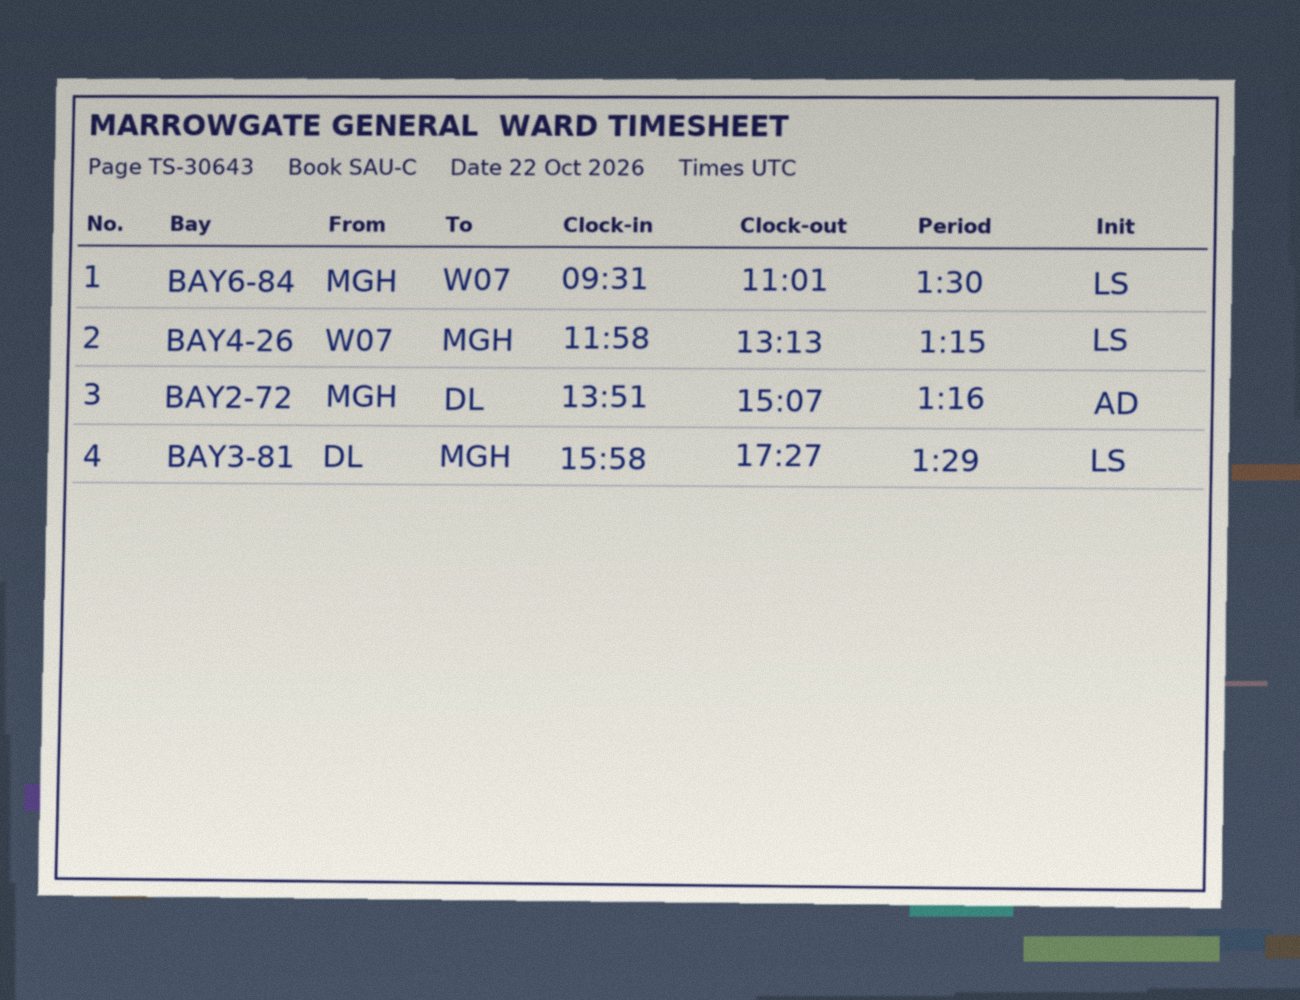 MARROWGATE GENERAL WARD TIMESHEET
Page TS-30643 Book SAU-C Date 22 Oct 2026 Times UTC
No. Bay From To Clock-in Clock-out Period Init
1 BAY6-84 MGH W07 09:31 11:01 1:30 LS
2 BAY4-26 W07 MGH 11:58 13:13 1:15 LS
3 BAY2-72 MGH DL 13:51 15:07 1:16 AD
4 BAY3-81 DL MGH 15:58 17:27 1:29 LS